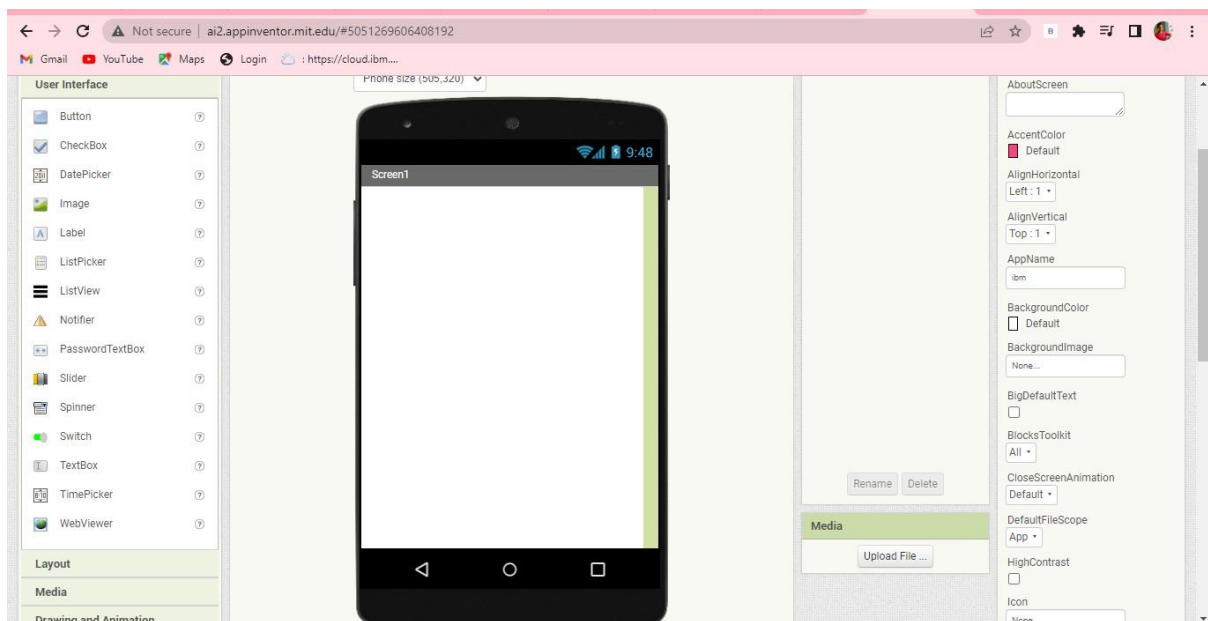 Not secure | ai2.appinventor.mit.edu/#5051269606408192
Gmail YouTube Maps Login : https://cloud.ibm....
User Interface
Button
CheckBox
DatePicker
Image
Label
ListPicker
ListView
Notifier
PasswordTextBox
Slider
Spinner
Switch
TextBox
TimePicker
WebViewer
Layout
Media
Drawing and Animation
Phone size (505,320)
9:48
Screen1
Rename Delete
Media
Upload File ...
AboutScreen
AccentColor
Default
AlignHorizontal
Left : 1
AlignVertical
Top : 1
AppName
ibm
BackgroundColor
Default
BackgroundImage
None...
BigDefaultText
BlocksToolkit
All
CloseScreenAnimation
Default
DefaultFileScope
App
HighContrast
Icon
None